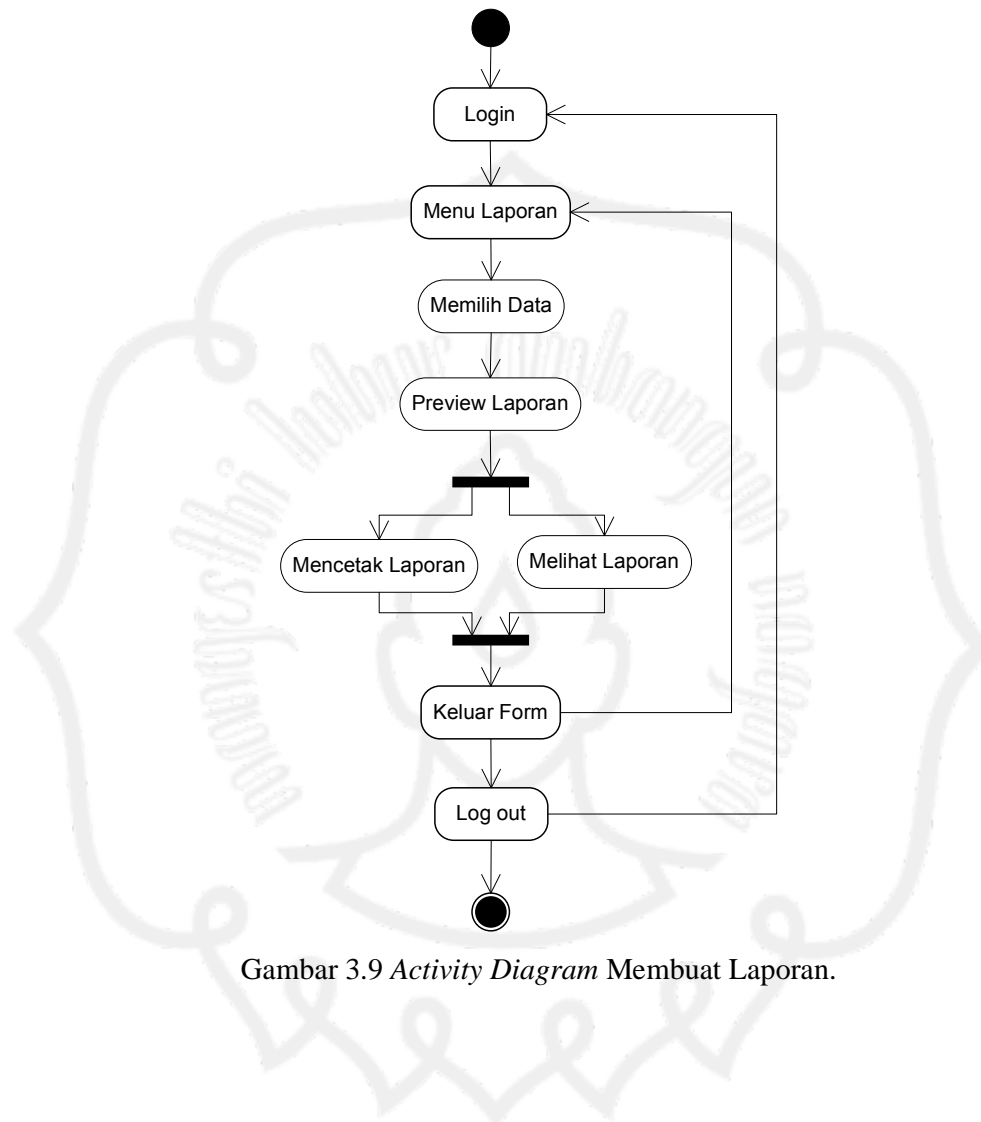 Login
Menu Laporan
Memilih Data
Preview Laporan
Mencetak Laporan
Melihat Laporan
Keluar Form
Log out
Gambar 3.9 Activity Diagram Membuat Laporan.